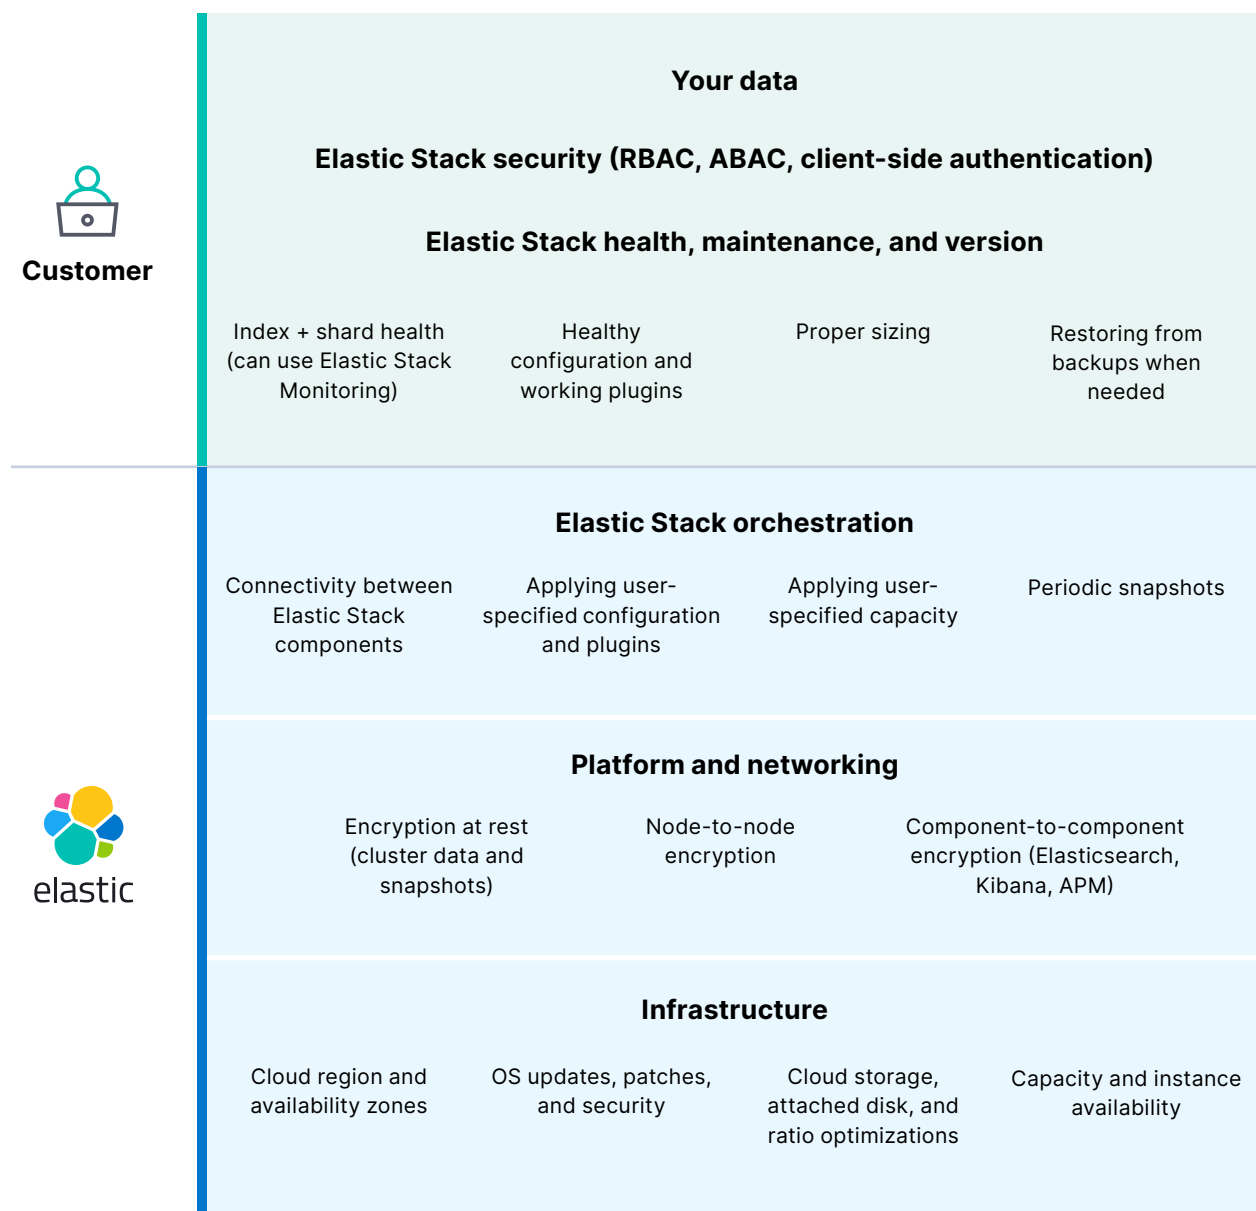 Your data
Elastic Stack security (RBAC, ABAC, client-side authentication)
Elastic Stack health, maintenance, and version
Customer
Index + shard health
(can use Elastic Stack
Monitoring)
Healthy
configuration and
working plugins
Proper sizing
Restoring from
backups when
needed
Elastic Stack orchestration
Connectivity between
Elastic Stack
components
Applying user-
specified configuration
and plugins
Applying user-
specified capacity
Periodic snapshots
Platform and networking
Encryption at rest
(cluster data and
snapshots)
Node-to-node
encryption
Component-to-component
encryption (Elasticsearch,
Kibana, APM)
elastic
Infrastructure
Cloud region and
availability zones
OS updates, patches,
and security
Cloud storage,
attached disk, and
ratio optimizations
Capacity and instance
availability